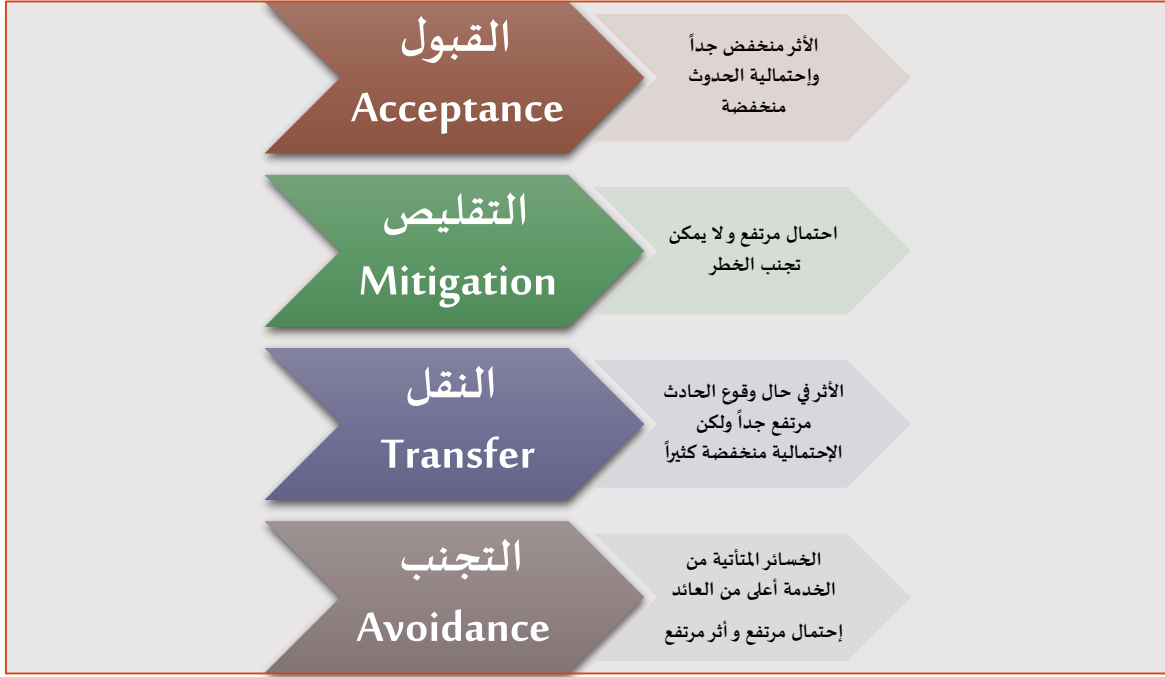 القبول
Acceptance
الأثر منخفض جداً
وإحتمالية الحدوث
منخفضة
التقليص
Mitigation
احتمال مرتفع و لا يمكن
تجنب الخطر
النقل
Transfer
الأثر في حال وقوع الحادث
مرتفع جداً ولكن
الإحتمالية منخفضة كثيراً
التجنب
Avoidance
الخسائر المتأتية من
الخدمة أعلى من العائد
إحتمال مرتفع و أثر مرتفع